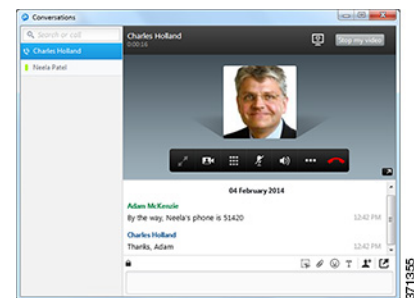 Conversations
Search or call
Charles Holland
Neela Patel
Charles Holland
0:00:16
Stop my video
04 February 2014
Adam McKenzie
By the way, Neela's phone is 51420
12:42 PM
Charles Holland
Thanks, Adam
12:42 PM
371355